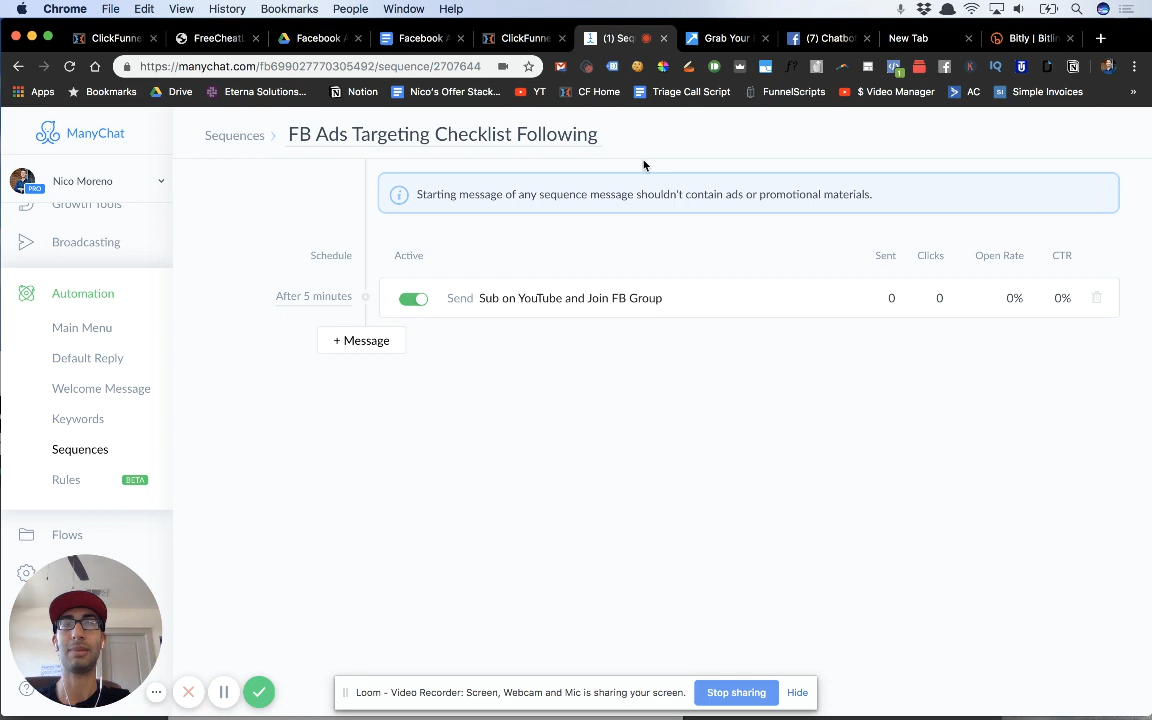 Chrome File Edit View History Bookmarks People Window Help
ClickFunne FreeCheatL Facebook A Facebook A ClickFunne (1) Seq Grab Your (7) Chatbo New Tab Bitly | Bitlin
https://manychat.com/fb699027770305492/sequence/2707644
Apps Bookmarks Drive Eterna Solutions... Notion Nico's Offer Stack... YT CF Home Triage Call Script FunnelScripts $ Video Manager AC Simple Invoices »
ManyChat
Sequences › FB Ads Targeting Checklist Following
Nico Moreno
PRO
Growth Tools
Starting message of any sequence message shouldn't contain ads or promotional materials.
Broadcasting
Schedule Active Sent Clicks Open Rate CTR
Automation
After 5 minutes Send Sub on YouTube and Join FB Group 0 0 0% 0%
Main Menu
+ Message
Default Reply
Welcome Message
Keywords
Sequences
Rules BETA
Flows
Loom - Video Recorder: Screen, Webcam and Mic is sharing your screen. Stop sharing Hide